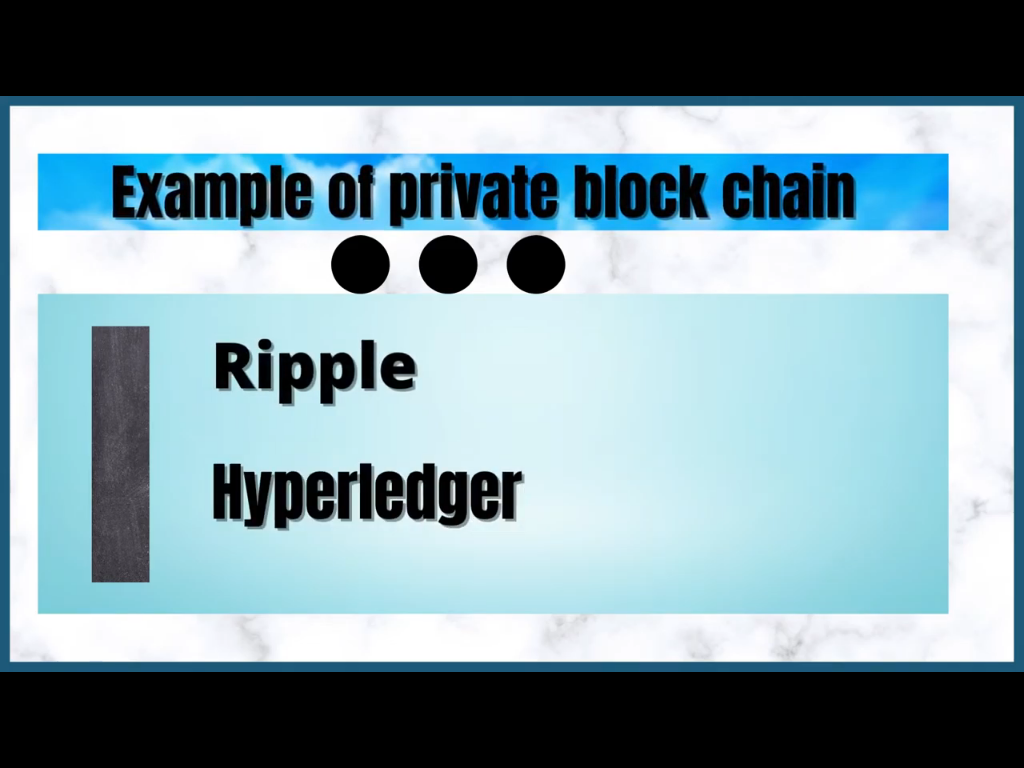 Example of private block chain
Ripple
Hyperledger